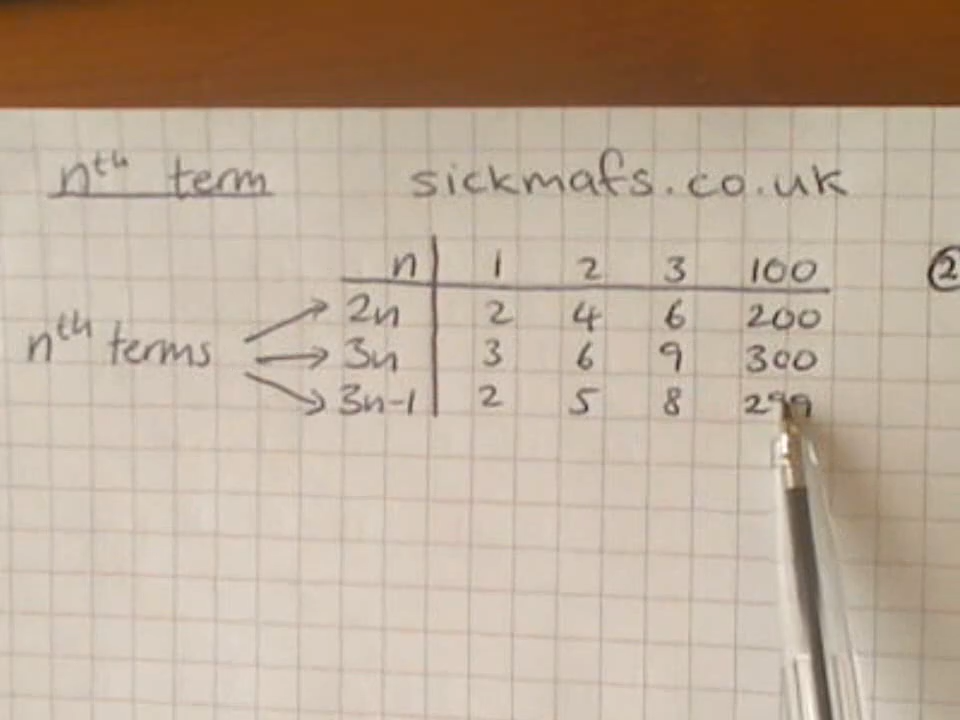 nth term sickmafs.co.uk
n 1 2 3 100
2n 2 4 6 200
nth terms 3n 3 6 9 300
3n-1 2 5 8 299
2